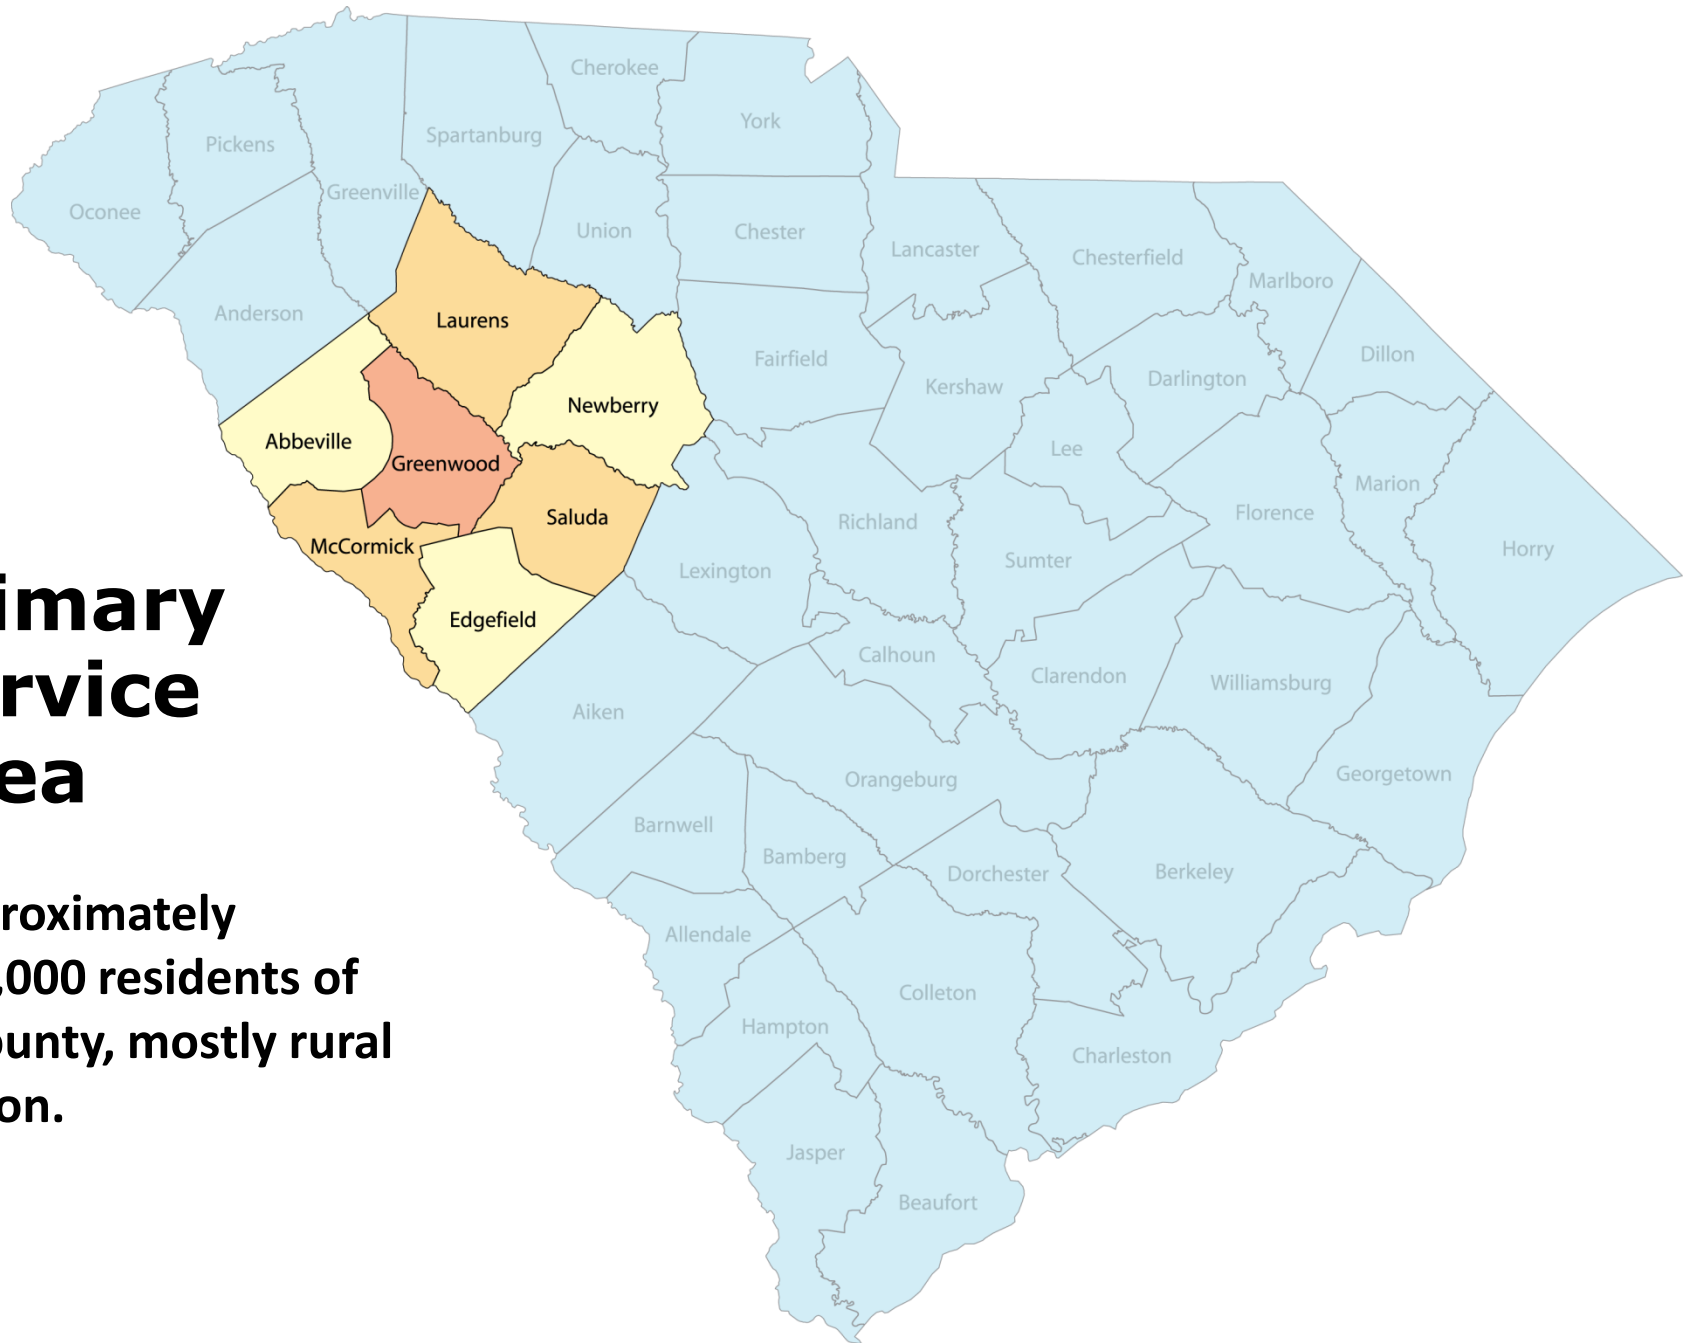 Cherokee
York
Pickens
Spartanburg
Greenville
Oconee
Union
Chester
Lancaster
Chesterfield
Marlboro
Anderson
Laurens
Fairfield
Dillon
Kershaw
Darlington
Newberry
Abbeville
Lee
Greenwood
Marion
Saluda
Richland
Florence
McCormick
Sumter
Horry
Lexington
imary
Edgefield
rvice
Calhoun
Clarendon
Williamsburg
Aiken
ea
Orangeburg
Georgetown
Barnwell
Bamberg
Dorchester
Berkeley
roximately
Allendale
,000 residents of
Colleton
Hampton
ounty, mostly rural
Charleston
on.
Jasper
Beaufort